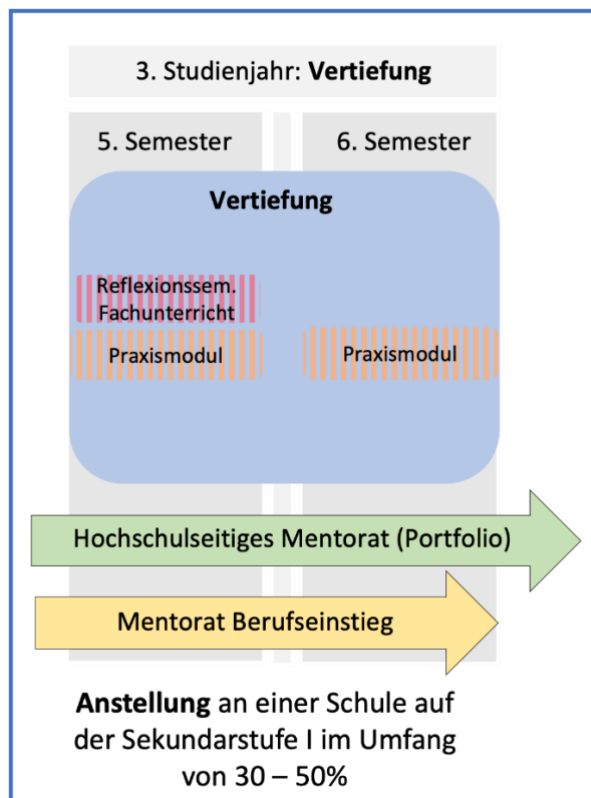 3. Studienjahr: Vertiefung
5. Semester
6. Semester
Vertiefung
Reflexionssem.
Fachunterricht
Praxismodul
Praxismodul
Hochschulseitiges Mentorat (Portfolio)
Mentorat Berufseinstieg
Anstellung an einer Schule auf
der Sekundarstufe I im Umfang
von 30 – 50%